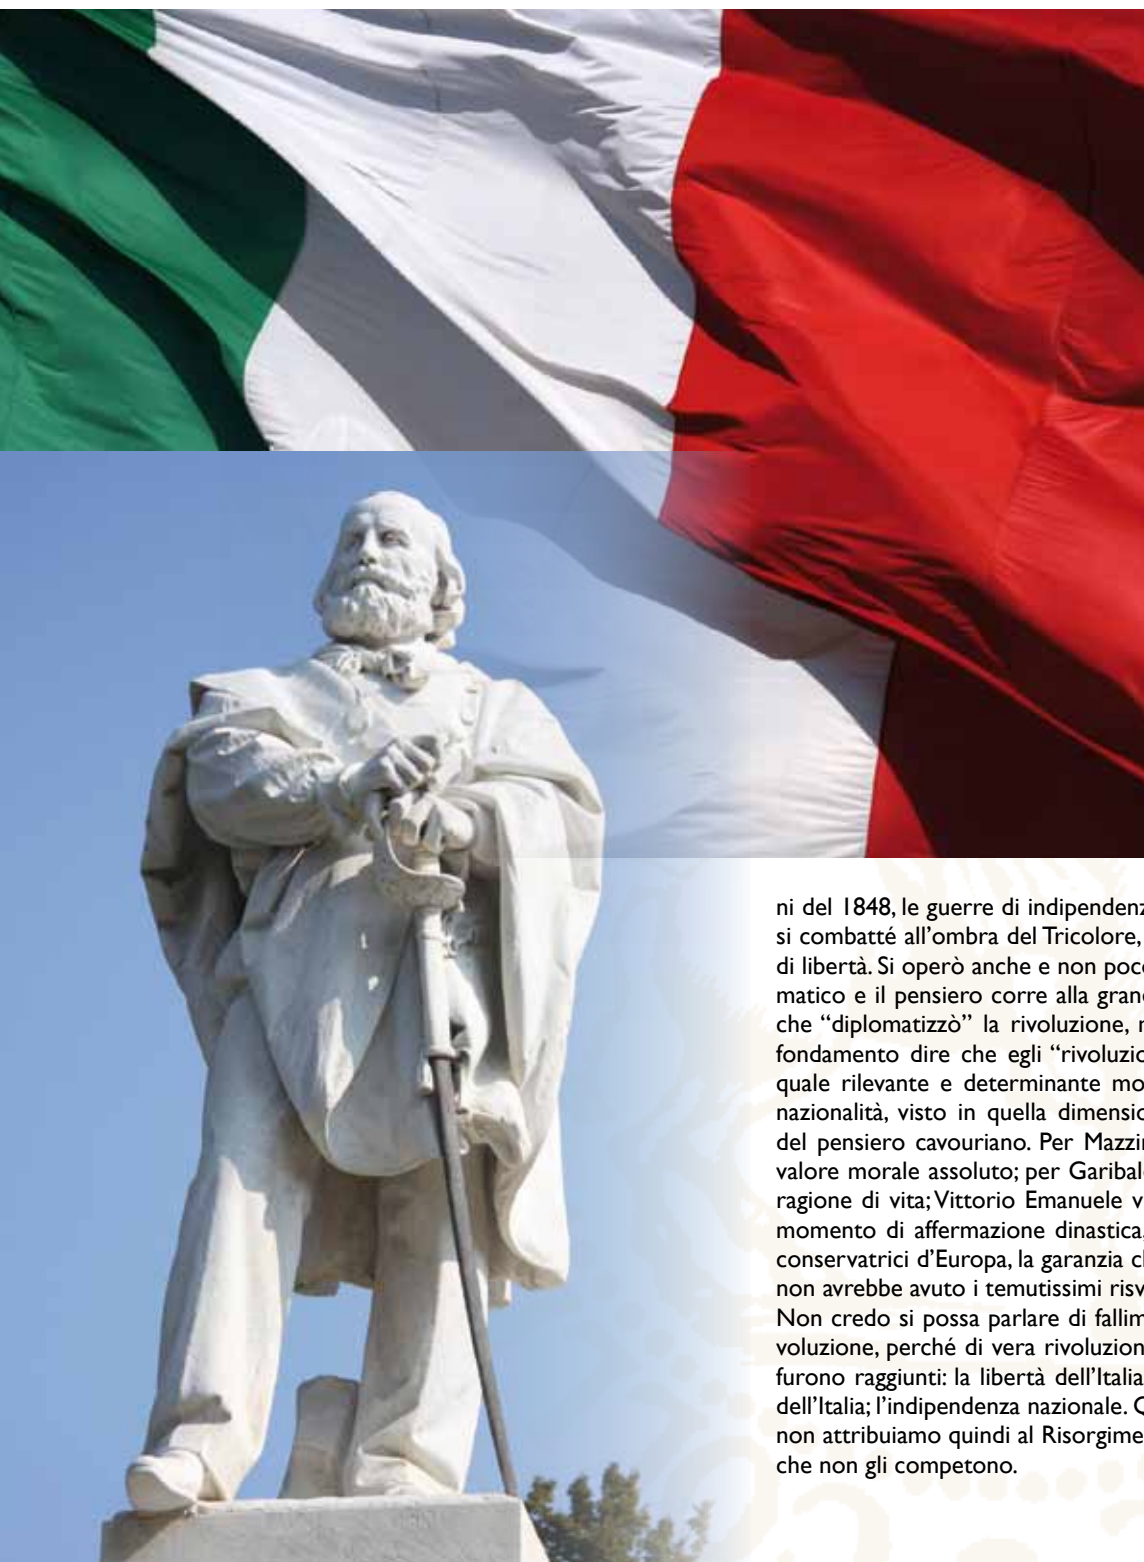 ni del 1848, le guerre di indipendenz
si combatté all’ombra del Tricolore,
di libertà. Si operò anche e non poc
matico e il pensiero corre alla gran
che “diplomatizzò” la rivoluzione, 
fondamento dire che egli “rivoluzi
quale rilevante e determinante mo
nazionalità, visto in quella dimensi
del pensiero cavouriano. Per Mazzi
valore morale assoluto; per Garibal
ragione di vita; Vittorio Emanuele v
momento di affermazione dinastica,
conservatrici d’Europa, la garanzia c
non avrebbe avuto i temutissimi risv
Non credo si possa parlare di fallim
voluzione, perché di vera rivoluzion
furono raggiunti: la libertà dell’Italia
dell’Italia; l’indipendenza nazionale.
non attribuiamo quindi al Risorgime
che non gli competono.